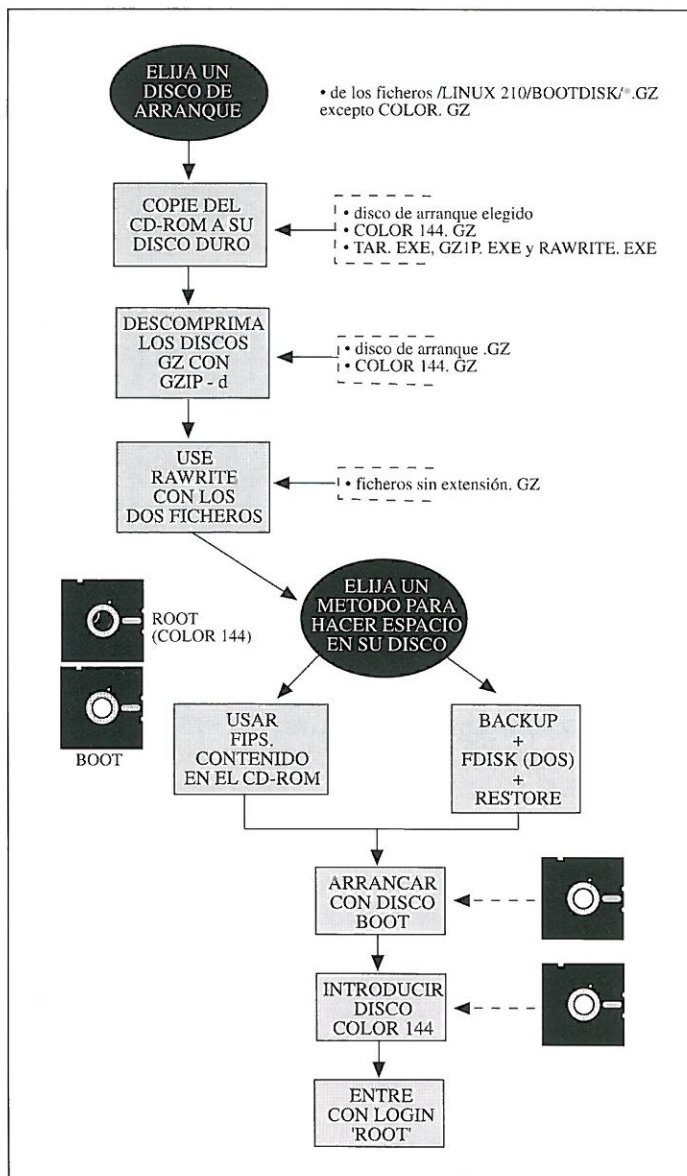 ELIJA UN
DISCO DE
ARRANQUE
• de los ficheros /LINUX 210/BOOTDISK/*.GZ
excepto COLOR. GZ
COPIE DEL
CD-ROM A SU
DISCO DURO
• disco de arranque elegido
• COLOR 144. GZ
• TAR. EXE, GZ1P. EXE y RAWRITE. EXE
DESCOMPRIMA
LOS DISCOS
GZ CON
GZIP - d
• disco de arranque .GZ
• COLOR 144. GZ
USE
RAWRITE
CON LOS
DOS FICHEROS
• ficheros sin extensión. GZ
ELIJA UN
METODO PARA
HACER ESPACIO
EN SU DISCO
ROOT
(COLOR 144)
BOOT
USAR
FIPS.
CONTENIDO
EN EL CD-ROM
BACKUP
+
FDISK (DOS)
+
RESTORE
ARRANCAR
CON DISCO
BOOT
INTRODUCIR
DISCO
COLOR 144
ENTRE
CON LOGIN
'ROOT'